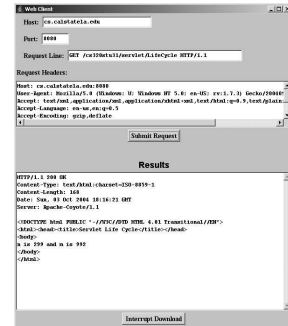 Web Client
Host: cs.calstatela.edu
Port: 8080
Request Line: GET /cs320stu31/servlet/LifeCycle HTTP/1.1
Request Headers:
Host: cs.calstatela.edu:8080
User-Agent: Mozilla/5.0 (Windows; U; Windows NT 5.0; en-US; rv:1.7.3) Gecko/
Accept: text/xml,application/xml,application/xhtml+xml,text/html;q=0.9,text/plain
Accept-Language: en-us,en;q=0.5
Accept-Encoding: gzip,deflate
Submit Request
Results
HTTP/1.1 200 OK
Content-Type: text/html;charset=ISO-8859-1
Content-Length: 168
Date: Sun, 03 Oct 2004 18:16:21 GMT
Server: Apache-Coyote/1.1
<!DOCTYPE html PUBLIC "-//W3C//DTD HTML 4.01 Transitional//EN">
<html><head><title>Servlet Life Cycle</title></head>
<body>
m is 299 and n is 992
</body>
</html>
Interrupt Download